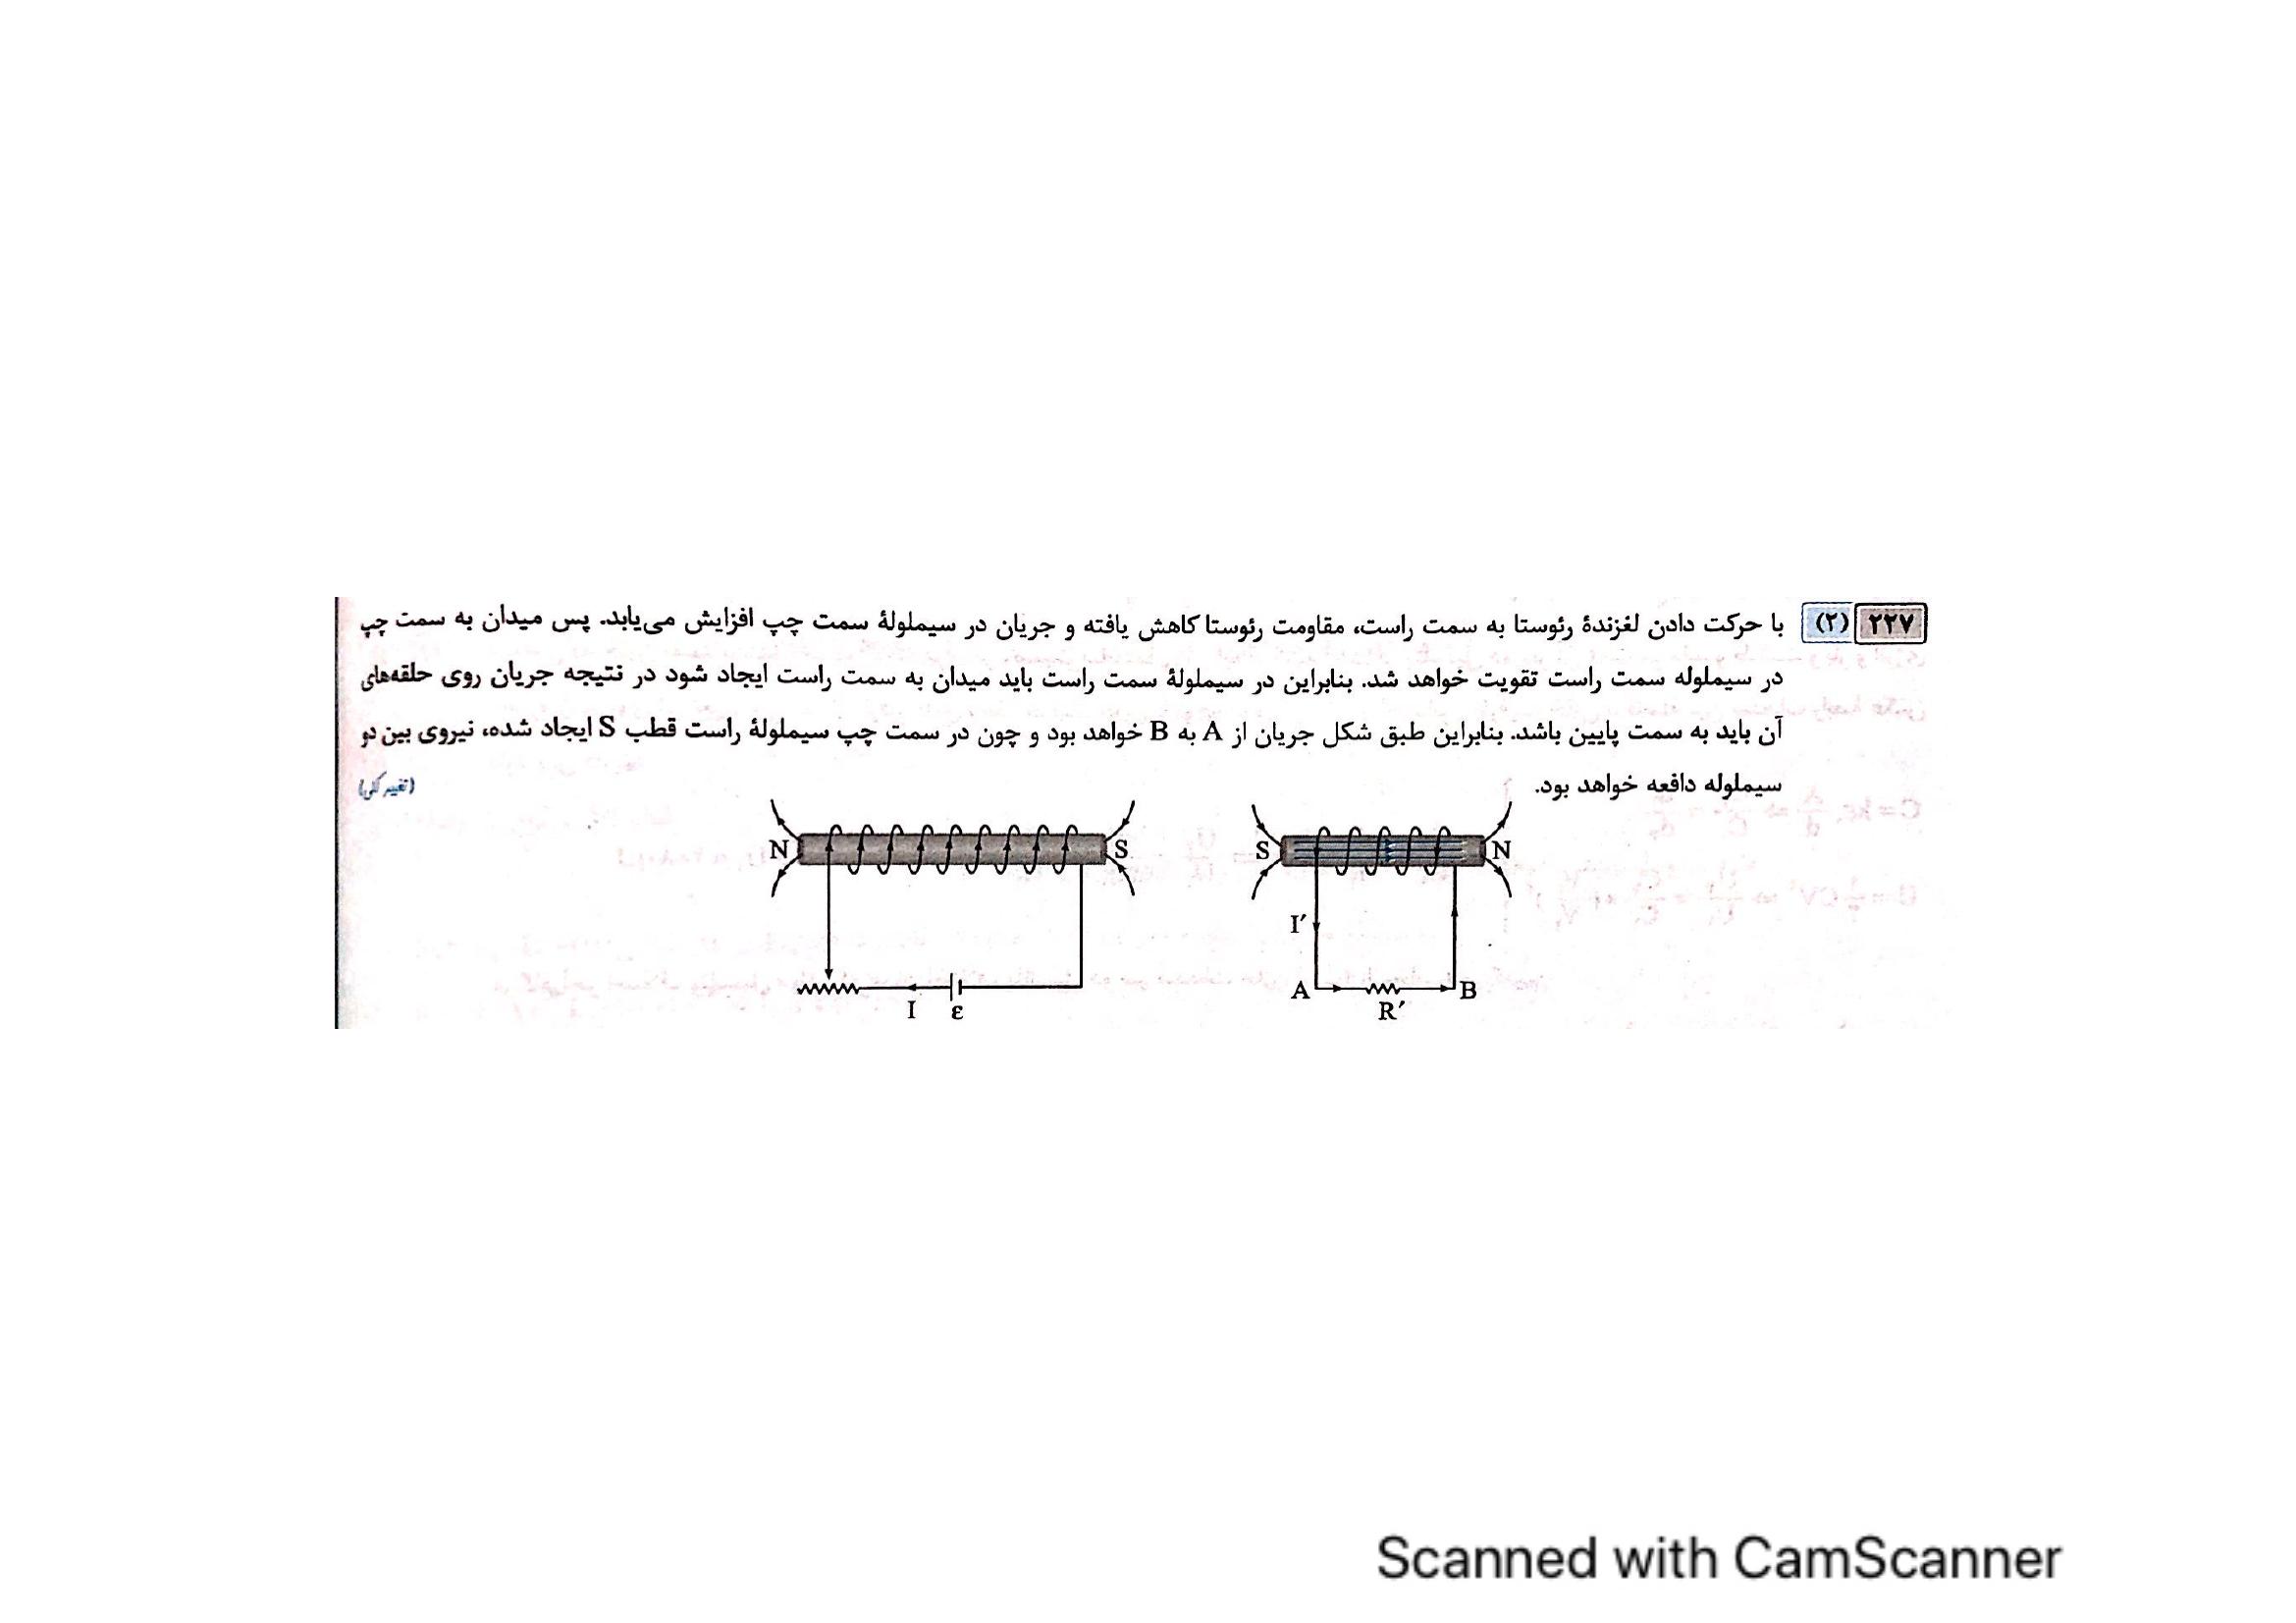 ۲۲۷ (۲) با حرکت دادن لغزندهٔ رئوستا به سمت راست، مقاومت رئوستا کاهش یافته و جریان در سیملولهٔ سمت چپ افزایش می‌یابد. پس میدان به سمت چپ
در سیملوله سمت راست تقویت خواهد شد. بنابراین در سیملولهٔ سمت راست باید میدان به سمت راست ایجاد شود در نتیجه جریان روی حلقه‌های
آن باید به سمت پایین باشد. بنابراین طبق شکل جریان از A به B خواهد بود و چون در سمت چپ سیملولهٔ راست قطب S ایجاد شده، نیروی بین دو
سیملوله دافعه خواهد بود.
N S S N
I′
A B
I ε R′
Scanned with CamScanner